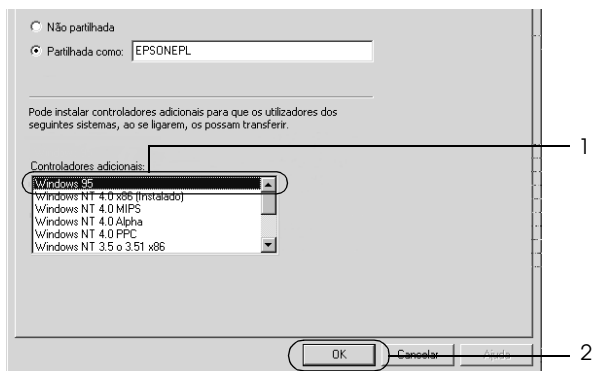 Não partilhada
Partilhada como: EPSONEPL
Pode instalar controladores adicionais para que os utilizadores dos
seguintes sistemas, ao se ligarem, os possam transferir.
1
Controladores adicionais:
Windows 95
Windows NT 4.0 x86 (Instalado)
Windows NT 4.0 MIPS
Windows NT 4.0 Alpha
Windows NT 4.0 PPC
Windows NT 3.5 o 3.51 x86
OK Cancelar Ajuda 2